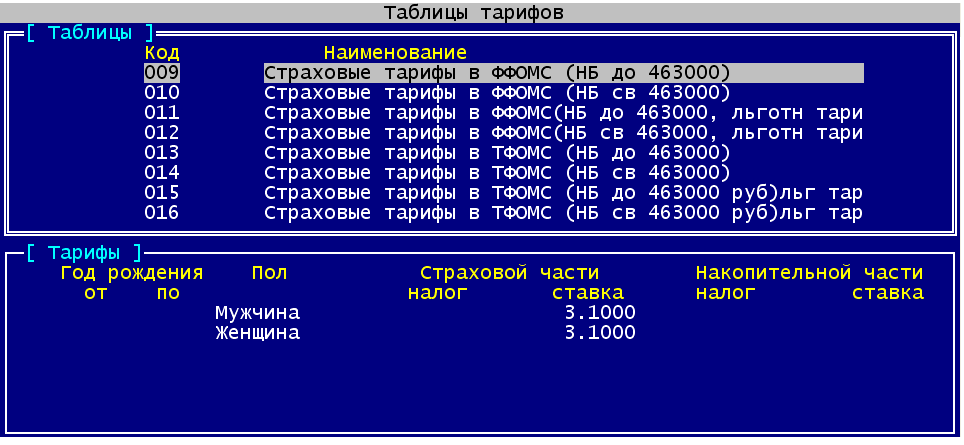 Таблицы тарифов
[ Таблицы ]
Код Наименование
009 Страховые тарифы в ФФОМС (НБ до 463000)
010 Страховые тарифы в ФФОМС (НБ св 463000)
011 Страховые тарифы в ФФОМС(НБ до 463000, льготн тари
012 Страховые тарифы в ФФОМС(НБ св 463000, льготн тари
013 Страховые тарифы в ТФОМС (НБ до 463000)
014 Страховые тарифы в ТФОМС (НБ св 463000)
015 Страховые тарифы в ТФОМС (НБ до 463000 руб)льг тар
016 Страховые тарифы в ТФОМС (НБ св 463000 руб)льг тар
[ Тарифы ]
Год рождения Пол Страховой части Накопительной части
от по налог ставка налог ставка
Мужчина 3.1000
Женщина 3.1000